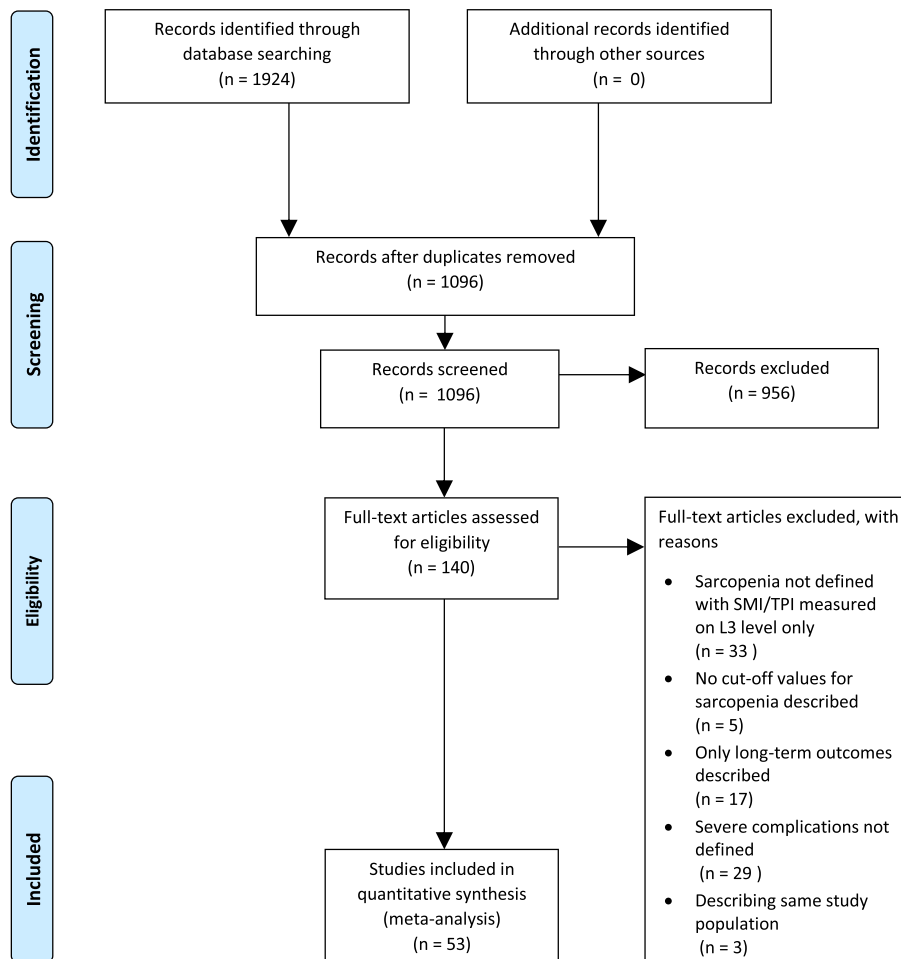 Identification
Records identified through
database searching
(n = 1924)
Additional records identified
through other sources
(n = 0)
Screening
Records after duplicates removed
(n = 1096)
Records screened
(n = 1096)
Records excluded
(n = 956)
Eligibility
Full-text articles assessed
for eligibility
(n = 140)
Full-text articles excluded, with
reasons
• Sarcopenia not defined
with SMI/TPI measured
on L3 level only
(n = 33 )
• No cut-off values for
sarcopenia described
(n = 5)
• Only long-term outcomes
described
(n = 17)
• Severe complications not
defined
(n = 29 )
• Describing same study
population
(n = 3)
Included
Studies included in
quantitative synthesis
(meta-analysis)
(n = 53)